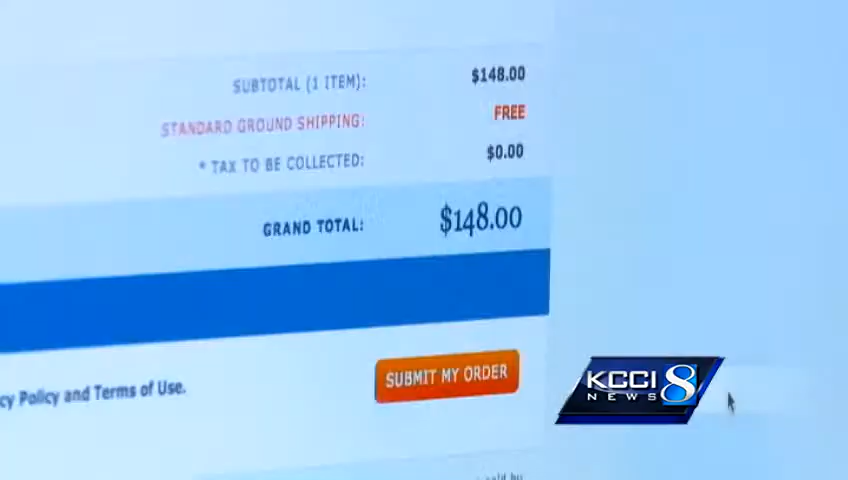 SUBTOTAL (1 ITEM): $148.00
STANDARD GROUND SHIPPING: FREE
* TAX TO BE COLLECTED: $0.00
GRAND TOTAL: $148.00
cy Policy and Terms of Use.
SUBMIT MY ORDER
KCCI 8
NEWS
by